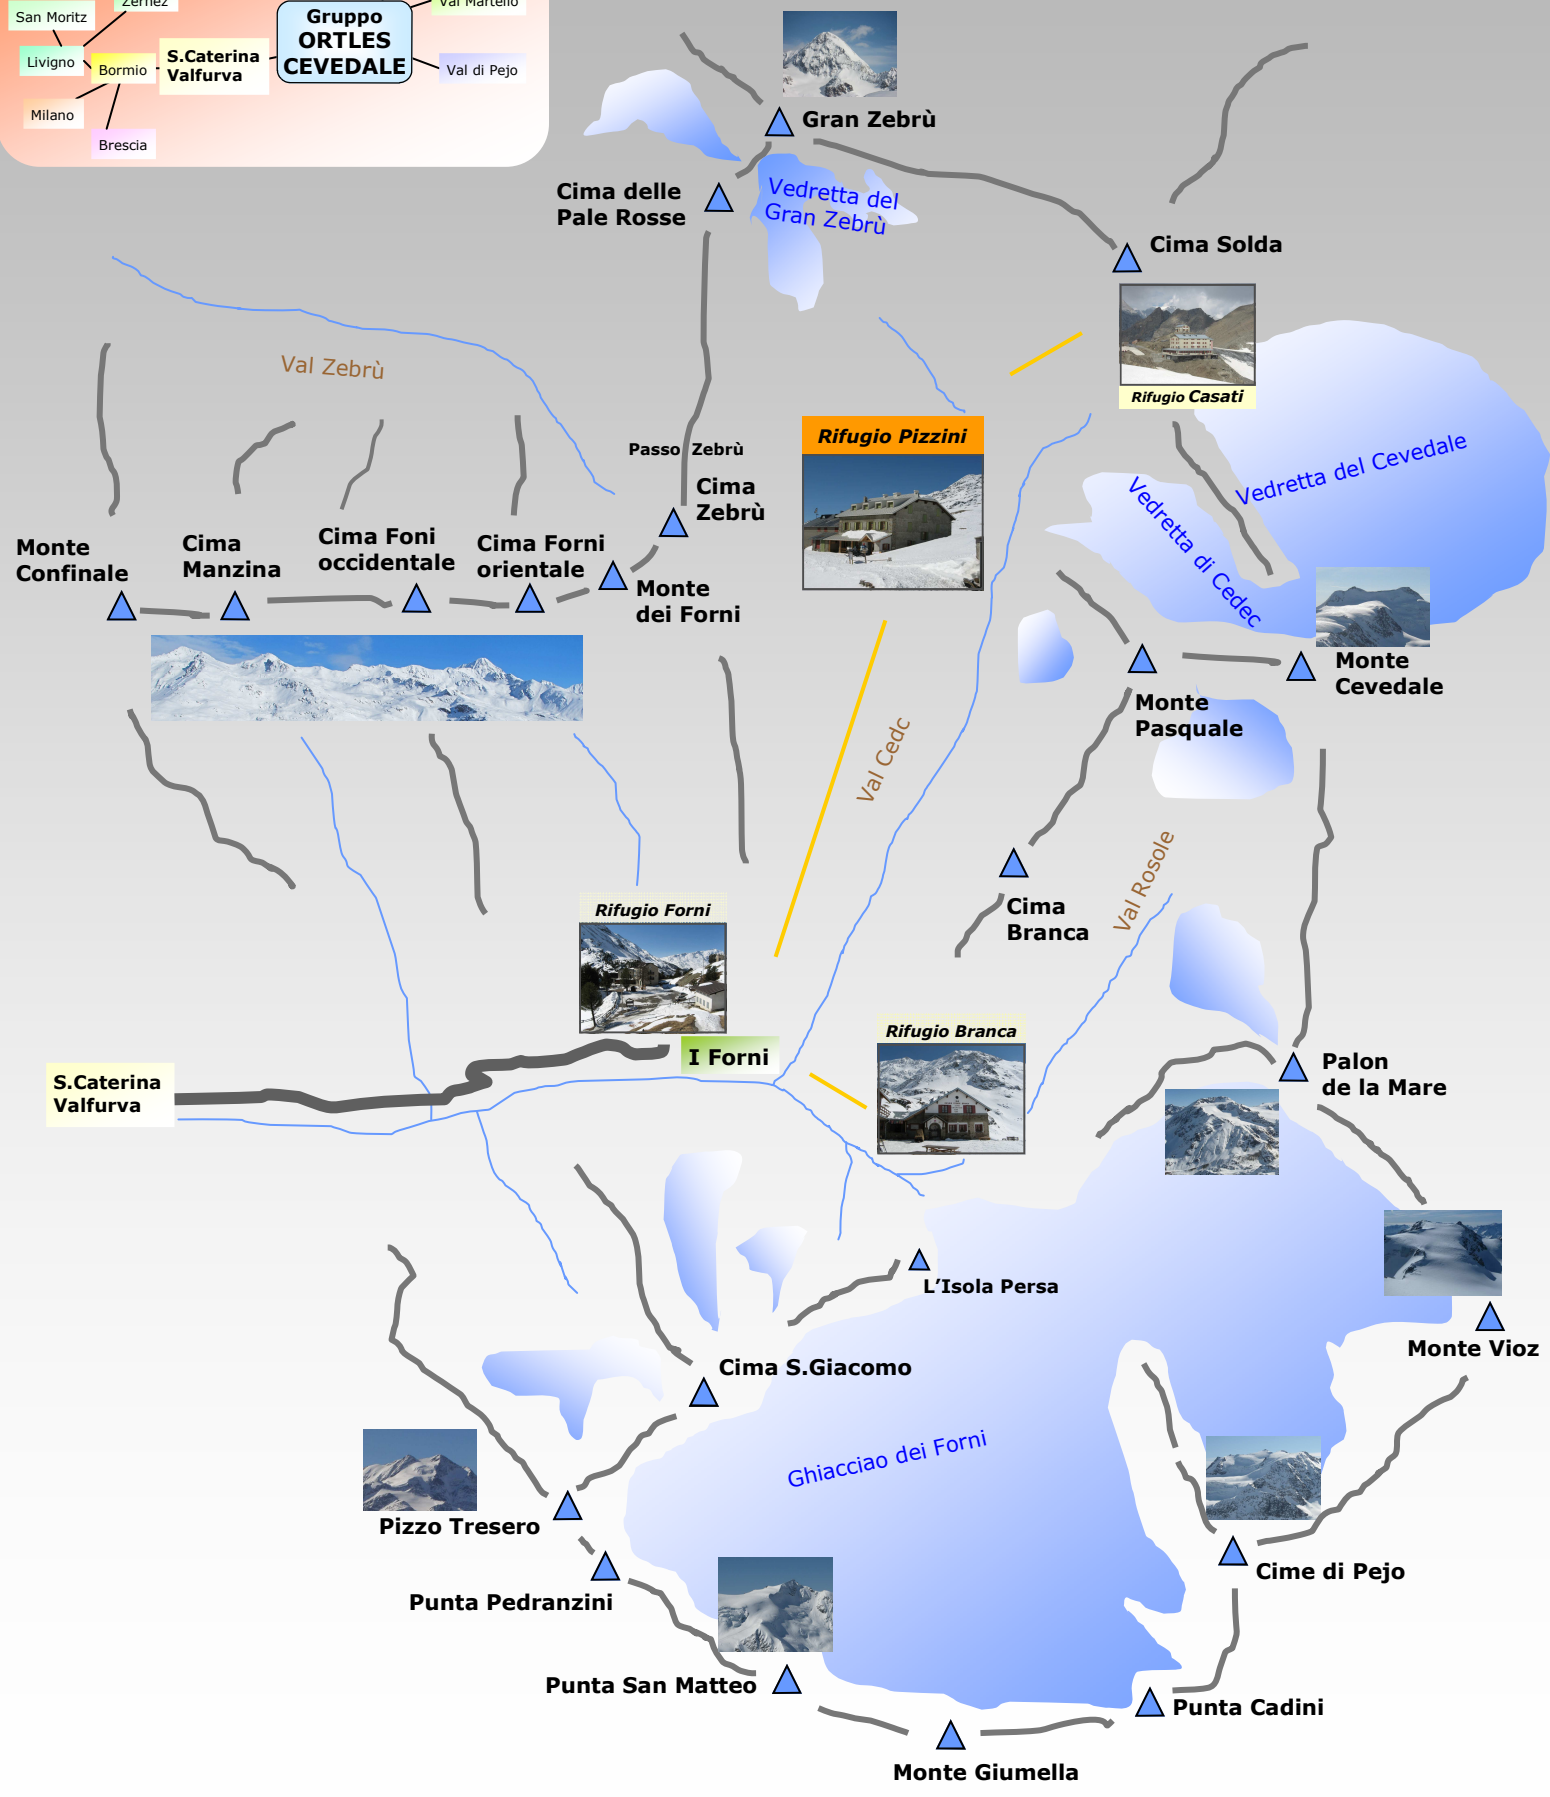 San Moritz
Zernez
Livigno
Bormio
S.Caterina
Valfurva
Gruppo
ORTLES
CEVEDALE
Val Martello
Val di Pejo
Milano
Brescia
Gran Zebrù
Cima delle
Pale Rosse
Vedretta del
Gran Zebrù
Cima Solda
Rifugio Casati
Val Zebrù
Passo Zebrù
Cima
Zebrù
Rifugio Pizzini
Vedretta del Cevedale
Vedretta di Cedec
Monte
Confinale
Cima
Manzina
Cima Foni
occidentale
Cima Forni
orientale
Monte
dei Forni
Monte
Cevedale
Monte
Pasquale
Val Cedc
Val Rosole
Cima
Branca
Rifugio Forni
Rifugio Branca
I Forni
S.Caterina
Valfurva
Palon
de la Mare
L'Isola Persa
Monte Vioz
Cima S.Giacomo
Ghiacciao dei Forni
Pizzo Tresero
Punta Pedranzini
Cime di Pejo
Punta San Matteo
Punta Cadini
Monte Giumella